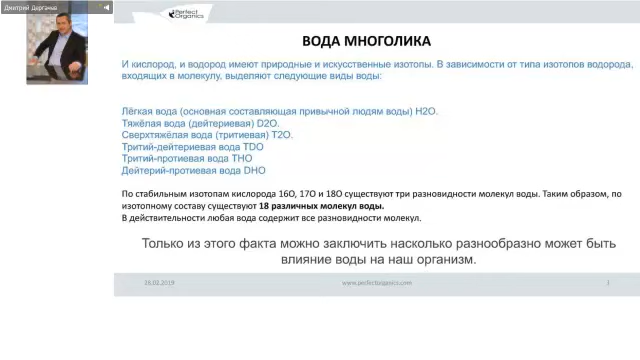 Дмитрий Дерганов
Perfect
Organics
ВОДА МНОГОЛИКА
И кислород, и водород имеют природные и искусственные изотопы. В зависимости от типа изотопов водорода,
входящих в молекулу, выделяют следующие виды воды:
Лёгкая вода (основная составляющая привычной людям воды) H2O.
Тяжёлая вода (дейтериевая) D2O.
Сверхтяжёлая вода (тритиевая) T2O.
Тритий-дейтериевая вода TDO
Тритий-протиевая вода THO
Дейтерий-протиевая вода DHO
По стабильным изотопам кислорода 16O, 17O и 18O существуют три разновидности молекул воды. Таким образом, по
изотопному составу существуют 18 различных молекул воды.
В действительности любая вода содержит все разновидности молекул.
Только из этого факта можно заключить насколько разнообразно может быть
влияние воды на наш организм.
28.02.2019
www.perfectorganics.com